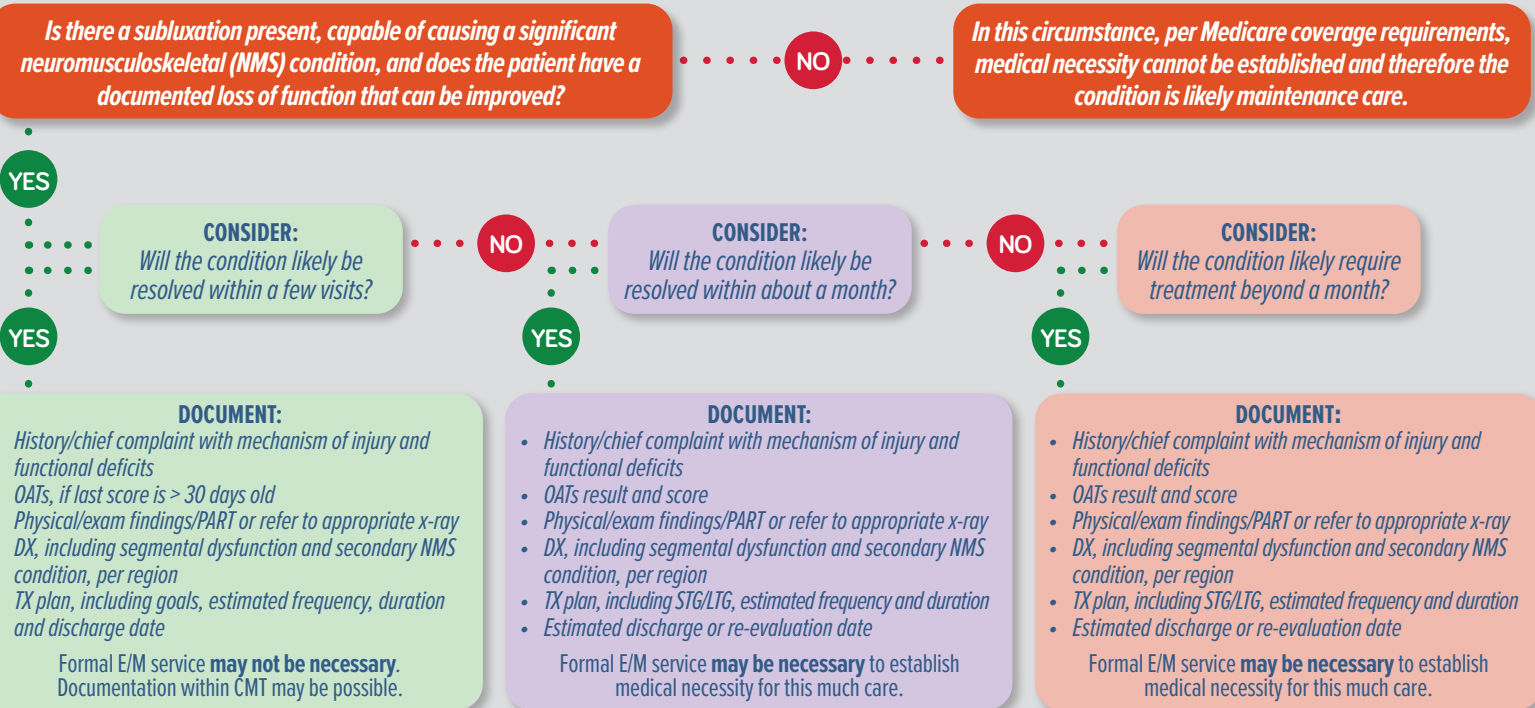 Is there a subluxation present, capable of causing a significant
neuromusculoskeletal (NMS) condition, and does the patient have a
documented loss of function that can be improved?
NO
In this circumstance, per Medicare coverage requirements,
medical necessity cannot be established and therefore the
condition is likely maintenance care.
YES
CONSIDER:
Will the condition likely be
resolved within a few visits?
NO
CONSIDER:
Will the condition likely be
resolved within about a month?
NO
CONSIDER:
Will the condition likely require
treatment beyond a month?
YES
YES
YES
DOCUMENT:
History/chief complaint with mechanism of injury and
functional deficits
OATs, if last score is > 30 days old
Physical/exam findings/PART or refer to appropriate x-ray
DX, including segmental dysfunction and secondary NMS
condition, per region
TX plan, including goals, estimated frequency, duration
and discharge date
Formal E/M service may not be necessary.
Documentation within CMT may be possible.
DOCUMENT:
• History/chief complaint with mechanism of injury and
functional deficits
• OATs result and score
• Physical/exam findings/PART or refer to appropriate x-ray
• DX, including segmental dysfunction and secondary NMS
condition, per region
• TX plan, including STG/LTG, estimated frequency and duration
• Estimated discharge or re-evaluation date
Formal E/M service may be necessary to establish
medical necessity for this much care.
DOCUMENT:
• History/chief complaint with mechanism of injury and
functional deficits
• OATs result and score
• Physical/exam findings/PART or refer to appropriate x-ray
• DX, including segmental dysfunction and secondary NMS
condition, per region
• TX plan, including STG/LTG, estimated frequency and duration
• Estimated discharge or re-evaluation date
Formal E/M service may be necessary to establish
medical necessity for this much care.